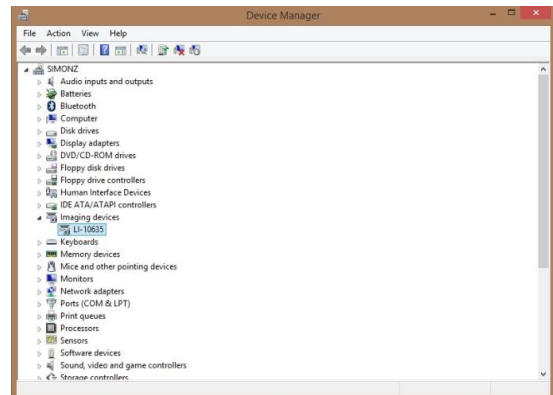 Device Manager
File Action View Help
SIMONZ
Audio inputs and outputs
Batteries
Bluetooth
Computer
Disk drives
Display adapters
DVD/CD-ROM drives
Floppy disk drives
Floppy drive controllers
Human Interface Devices
IDE ATA/ATAPI controllers
Imaging devices
LI-10635
Keyboards
Memory devices
Mice and other pointing devices
Monitors
Network adapters
Ports (COM & LPT)
Print queues
Processors
Sensors
Software devices
Sound, video and game controllers
Storage controllers